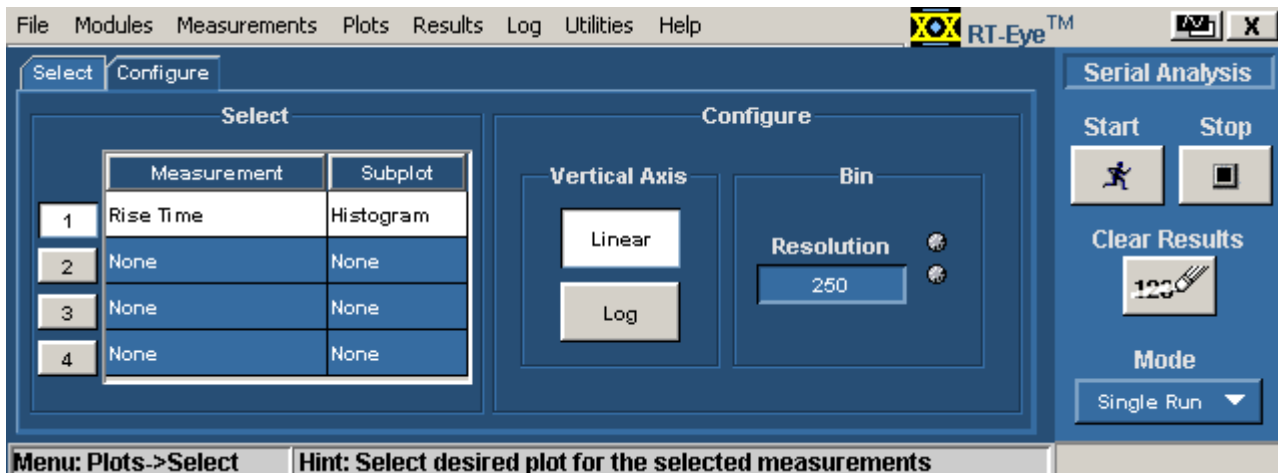 File Modules Measurements Plots Results Log Utilities Help RT-Eye™ X
Select Configure
Select
Measurement Subplot
1 Rise Time Histogram
2 None None
3 None None
4 None None
Configure
Vertical Axis
Linear
Log
Bin
Resolution
250
Serial Analysis
Start Stop
Clear Results
123
Mode
Single Run
Menu: Plots->Select Hint: Select desired plot for the selected measurements